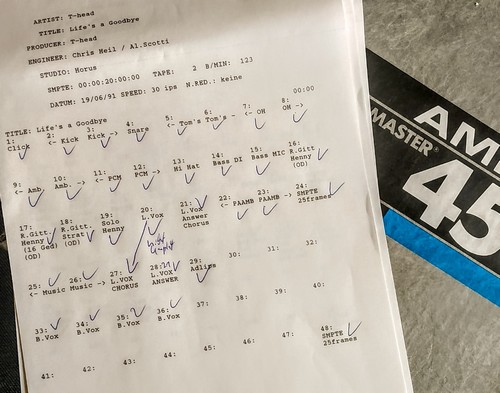 ARTIST: T-head
TITLE: Life's a Goodbye
PRODUCER: T-head
ENGINEER: Chris Heil / Al.Scotti
STUDIO: Horus
SMPTE: 00:00:20:00:00 TAPE: 2 B/MIN: 123
DATUM: 19/06/91 SPEED: 30 ips N.RED.: keine
TITLE: Life's a Goodbye 00:00
1: 2: 3: 4: 5: 6: 7: 8:
Click <- Kick Kick -> Snare <- Tom's Tom's - <- OH OH ->
9: 10: 11: 12: 13: 14: 15: 16:
<- Amb. Amb. -> <- PCM PCM -> Hi Hat Bass DI Bass MIC R.Gitt
Henny
(OD)
17: 18: 19: 20: 21: 22: 23: 24:
R.Gitt. R.Gitt. Solo L.Vox L.Vox <- PAAMB PAAMB -> SMPTE
Henny Strat. Henny Answer 25frames
(16 Ged) (OD) Chorus
(OD)
25: 26: 27: 28: 29: 30: 31: 32:
<- Music Music -> L.VOX L.VOX Adlips
CHORUS ANSWER
33: 34: 35: 36: 37: 38: 39: 40:
B.Vox B.Vox B.Vox B.Vox
41: 42: 43: 44: 45: 46: 47: 48:
SMPTE
25frames
AM
MASTER®
45